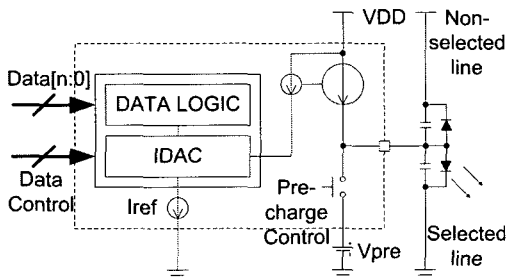 VDD
Non-
selected
line
Data[n:0]
DATA LOGIC
IDAC
Data
Control
Iref
Pre-
charge
Control
Vpre
Selected
line